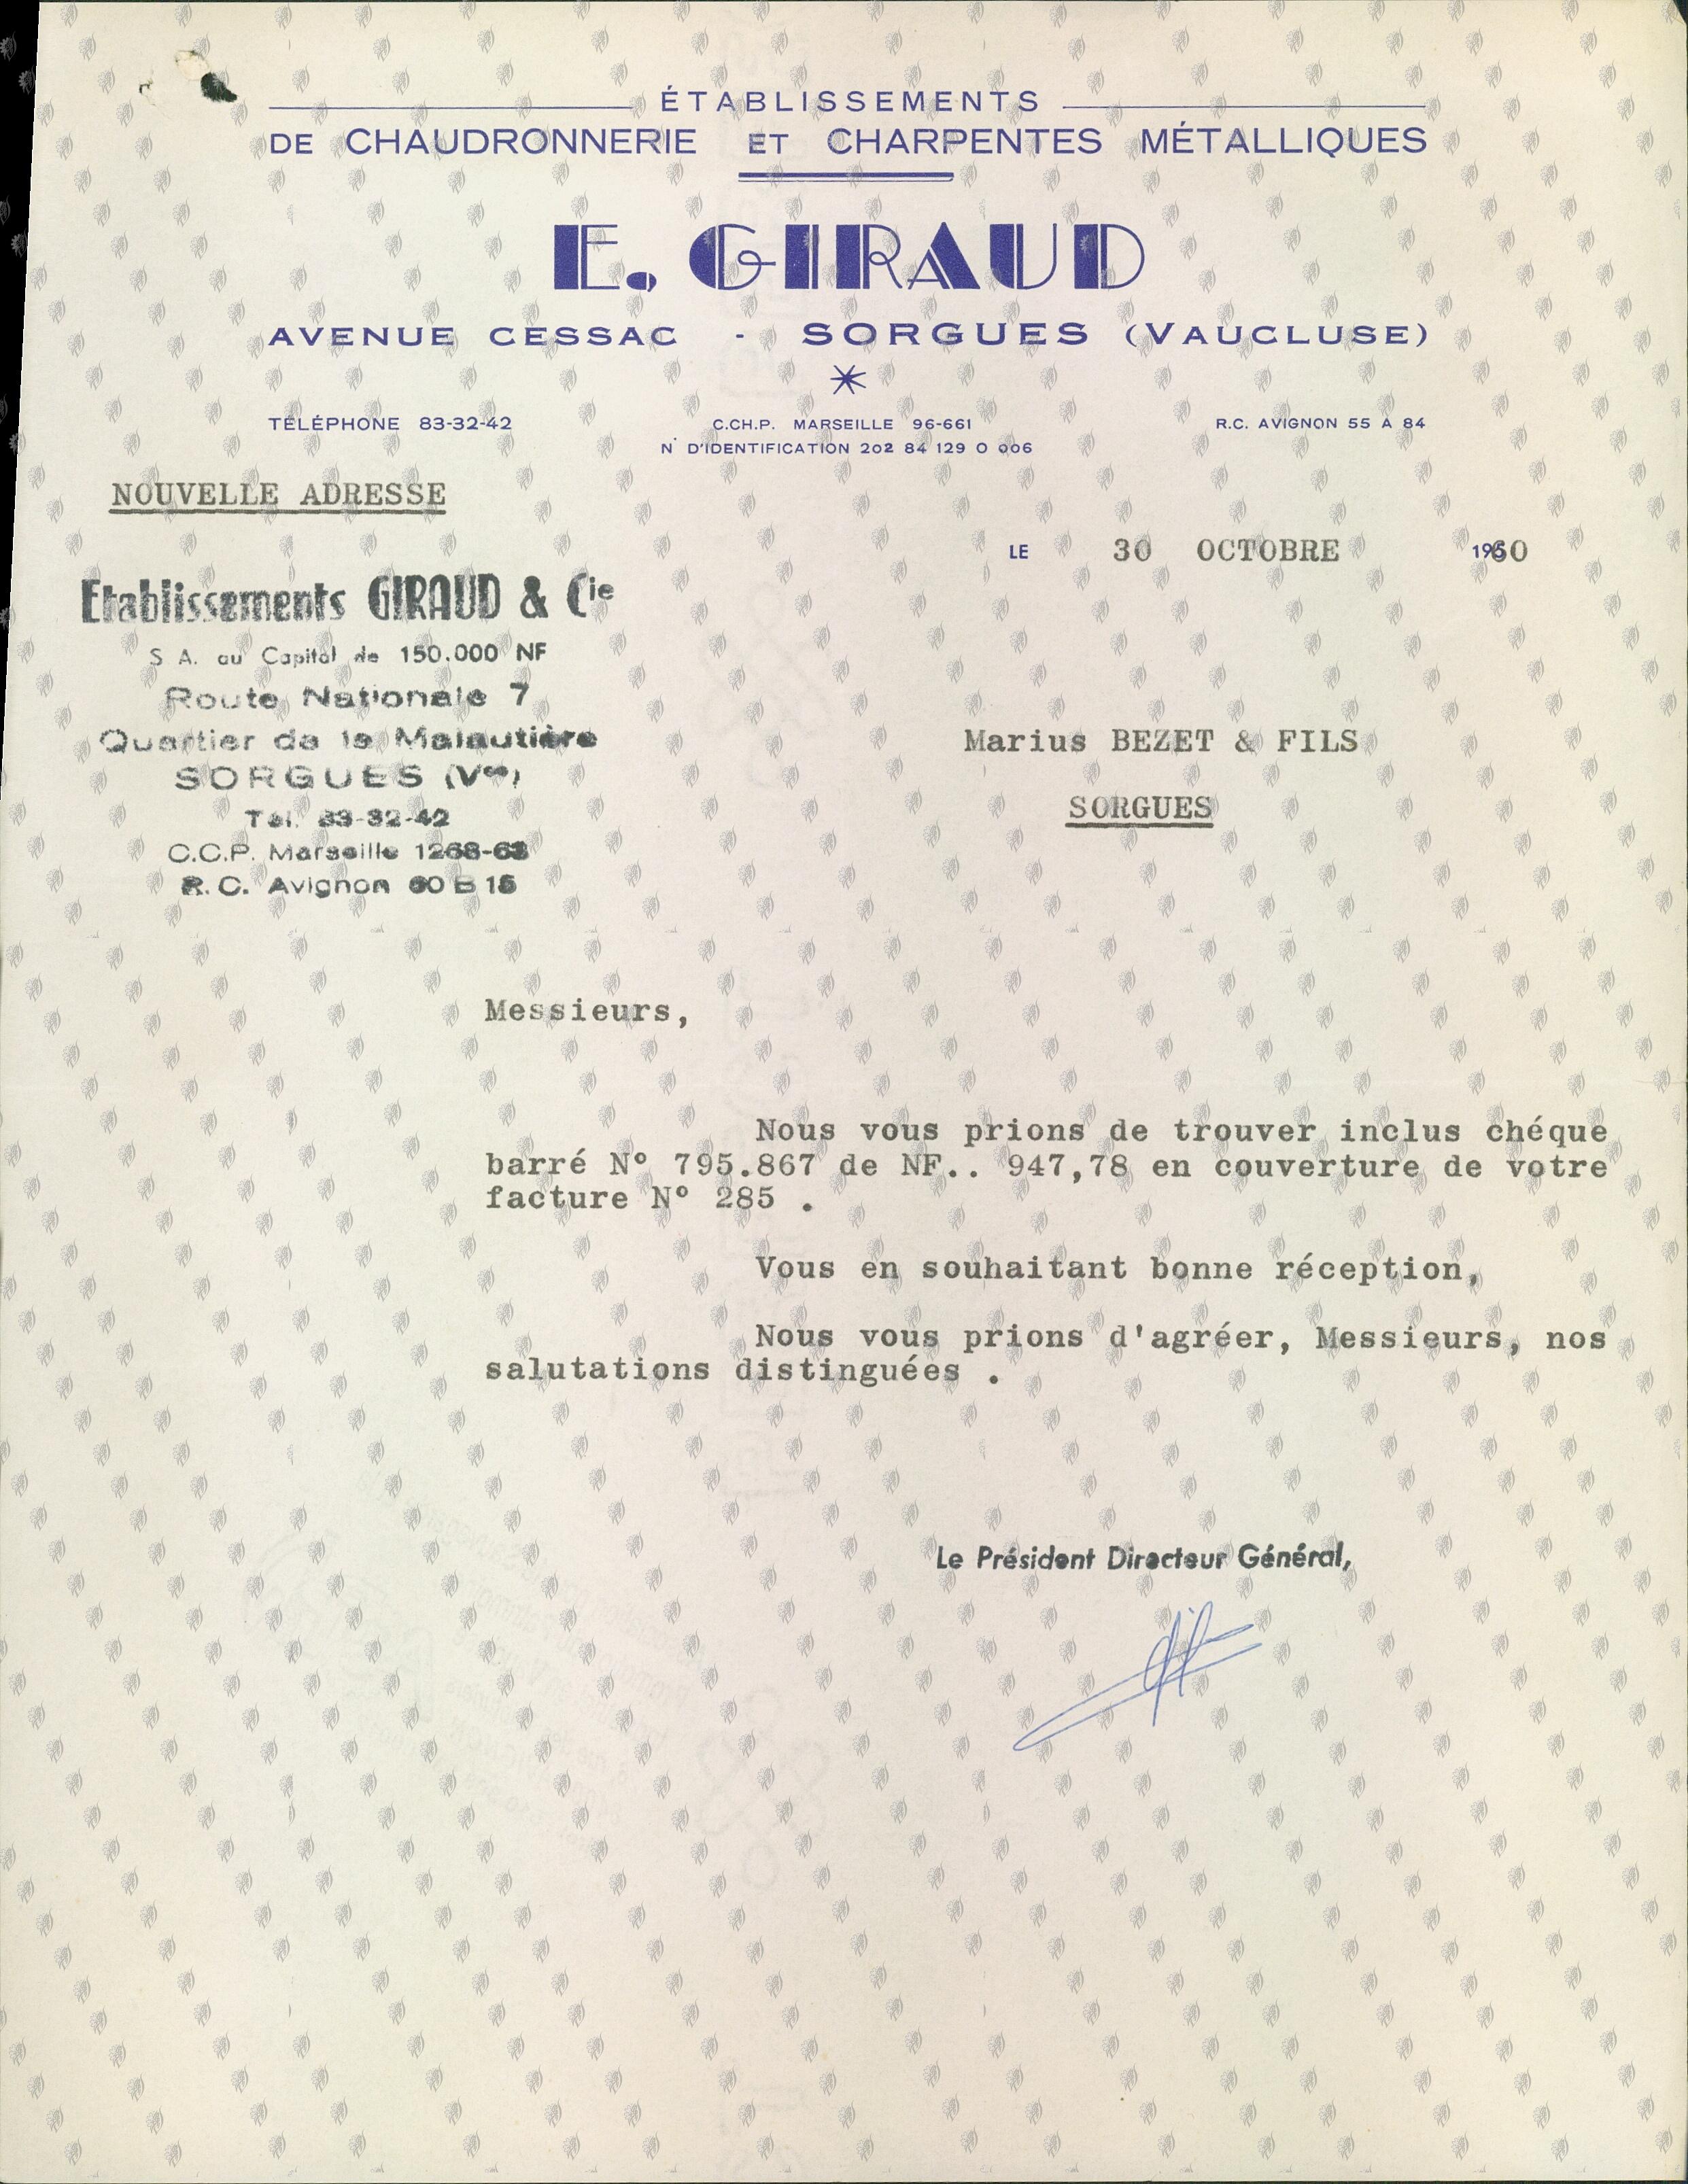 ÉTABLISSEMENTS
DE CHAUDRONNERIE ET CHARPENTES MÉTALLIQUES
E. GIRAUD
AVENUE CESSAC - SORGUES (VAUCLUSE)
TÉLÉPHONE 83-32-42
C.CH.P. MARSEILLE 96-661
R.C. AVIGNON 55 A 84
N° D'IDENTIFICATION 202 84 129 0 006
NOUVELLE ADRESSE
LE 30 OCTOBRE 1960
Etablissements GIRAUD & Cie
S A. au Capital de 150.000 NF
Route Nationale 7
Quartier de la Malautière
SORGUES (Vse)
Tél. 83-32-42
C.C.P. Marseille 1268-63
R.C. Avignon 60 B 15
Marius BEZET & FILS
SORGUES
Messieurs,
Nous vous prions de trouver inclus chéque
barré N° 795.867 de NF.. 947,78 en couverture de votre
facture N° 285 .
Vous en souhaitant bonne réception,
Nous vous prions d'agréer, Messieurs, nos
salutations distinguées .
Le Président Directeur Général,